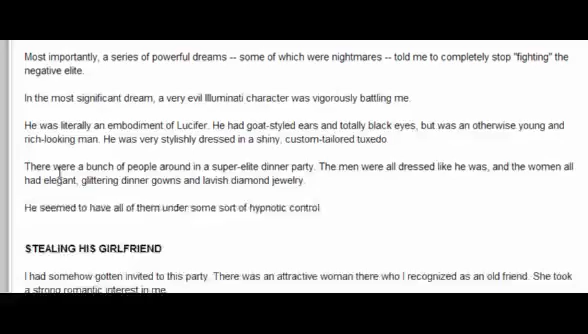 Most importantly, a series of powerful dreams -- some of which were nightmares -- told me to completely stop "fighting" the
negative elite.
In the most significant dream, a very evil Illuminati character was vigorously battling me.
He was literally an embodiment of Lucifer. He had goat-styled ears and totally black eyes, but was an otherwise young and
rich-looking man. He was very stylishly dressed in a shiny, custom-tailored tuxedo
There were a bunch of people around in a super-elite dinner party. The men were all dressed like he was, and the women all
had elegant, glittering dinner gowns and lavish diamond jewelry.
He seemed to have all of them under some sort of hypnotic control
STEALING HIS GIRLFRIEND
I had somehow gotten invited to this party. There was an attractive woman there who I recognized as an old friend. She took
a strong romantic interest in me